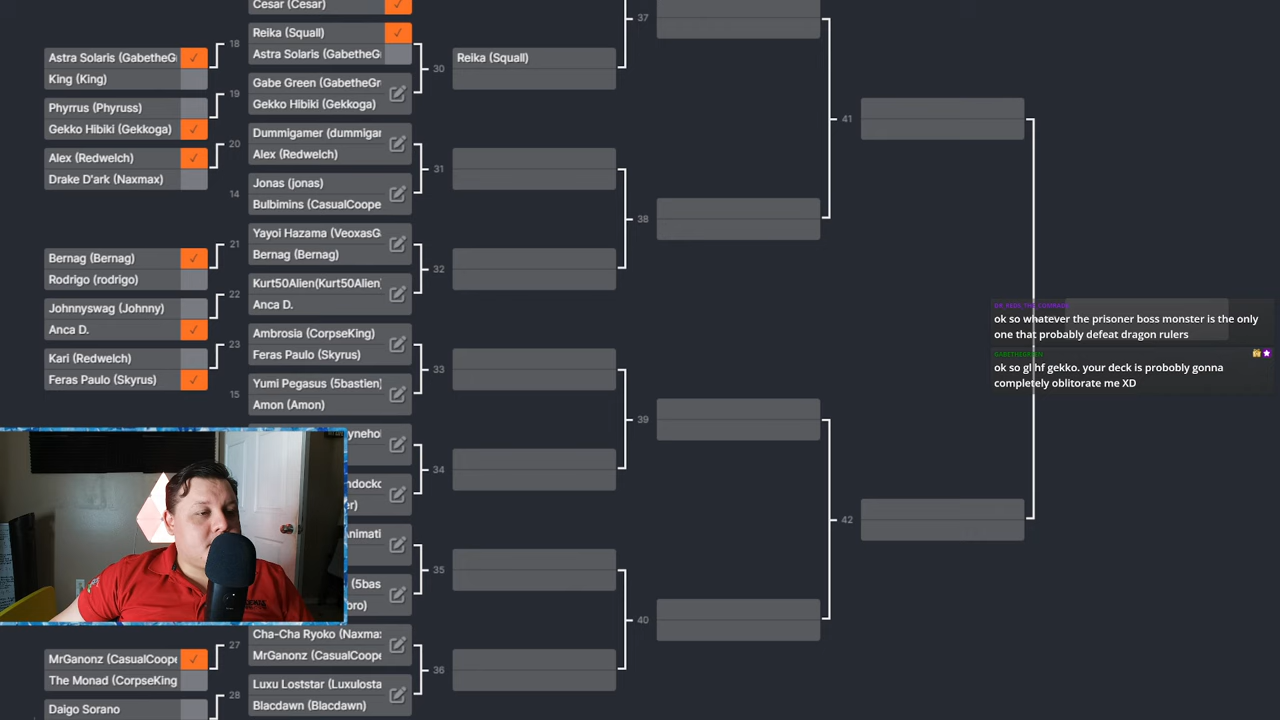 Cesar (Cesar)
37
Reika (Squall)
18
Astra Solaris (GabetheG
30
Reika (Squall)
Astra Solaris (GabetheG
King (King)
Gabe Green (GabetheGr
Gekko Hibiki (Gekkoga)
Phyrrus (Phyruss)
19
Gekko Hibiki (Gekkoga)
41
Dummigamer (dummigam
Alex (Redwelch)
20
Alex (Redwelch)
Drake D'ark (Naxmax)
31
14
Jonas (jonas)
Bulbimins (CasualCoope
38
Yayoi Hazama (VeoxasG
Bernag (Bernag)
21
Bernag (Bernag)
Rodrigo (rodrigo)
32
Kurt50Alien(Kurt50Alien)
Anca D.
Johnnyswag (Johnny)
22
Anca D.
Ambrosia (CorpseKing)
Feras Paulo (Skyrus)
23
Kari (Redwelch)
Feras Paulo (Skyrus)
33
15
Yumi Pegasus (5bastien)
Amon (Amon)
39
34
42
35
40
Cha-Cha Ryoko (Naxmax
MrGanonz (CasualCoope
27
MrGanonz (CasualCoope
The Monad (CorpseKing
36
Luxu Loststar (Luxulosta
Blacdawn (Blacdawn)
28
Daigo Sorano
ok so whatever the prisoner boss monster is the only
one that probably defeat dragon rulers
GABETHEGREEN
ok so gl hf gekko. your deck is probobly gonna
completely oblitorate me XD